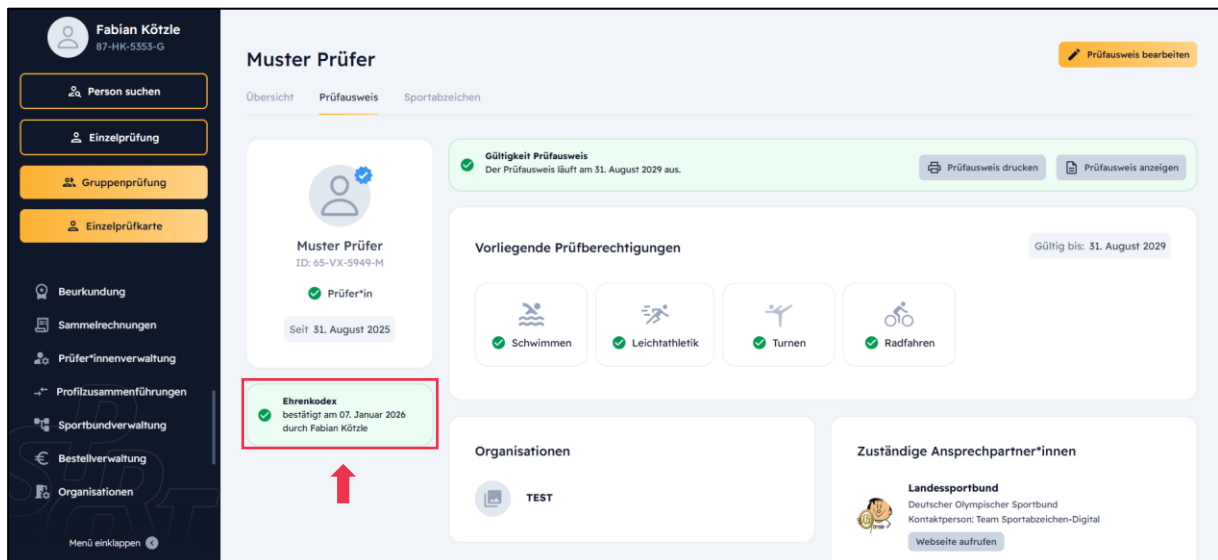 Fabian Kötzle
87-HK-5353-G
Person suchen
Einzelprüfung
Gruppenprüfung
Einzelprüfkarte
Beurkundung
Sammelrechnungen
Prüfer*innenverwaltung
Profilzusammenführungen
Sportbundverwaltung
Bestellverwaltung
Organisationen
Menü einklappen
Muster Prüfer
Prüfausweis bearbeiten
Übersicht Prüfausweis Sportabzeichen
Muster Prüfer
ID: 65-VX-5949-M
Prüfer*in
Seit 31. August 2025
Ehrenkodex
bestätigt am 07. Januar 2026
durch Fabian Kötzle
Gültigkeit Prüfausweis
Der Prüfausweis läuft am 31. August 2029 aus.
Prüfausweis drucken
Prüfausweis anzeigen
Vorliegende Prüfberechtigungen
Gültig bis: 31. August 2029
Schwimmen
Leichtathletik
Turnen
Radfahren
Organisationen
TEST
Zuständige Ansprechpartner*innen
Landessportbund
Deutscher Olympischer Sportbund
Kontaktperson: Team Sportabzeichen-Digital
Webseite aufrufen